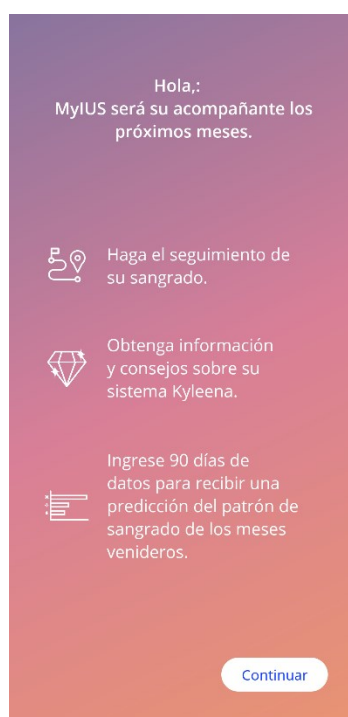 Hola,:
MyIUS será su acompañante los
próximos meses.
Haga el seguimiento de
su sangrado.
Obtenga información
y consejos sobre su
sistema Kyleena.
Ingrese 90 días de
datos para recibir una
predicción del patrón de
sangrado de los meses
venideros.
Continuar